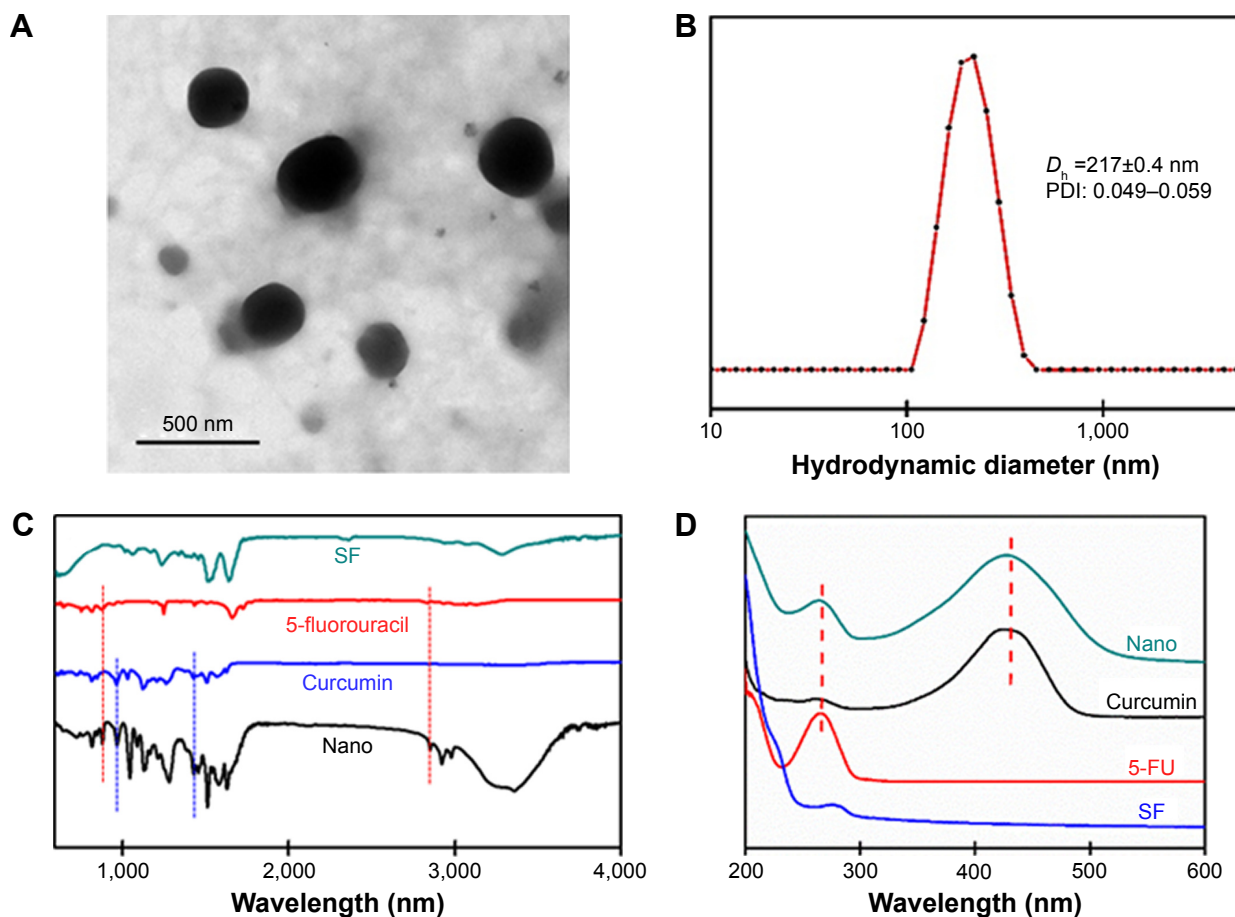 A
500 nm
B
Dh =217±0.4 nm
PDI: 0.049–0.059
10 100 1,000
Hydrodynamic diameter (nm)
C
SF
5-fluorouracil
Curcumin
Nano
1,000 2,000 3,000 4,000
Wavelength (nm)
D
Nano
Curcumin
5-FU
SF
200 300 400 500 600
Wavelength (nm)